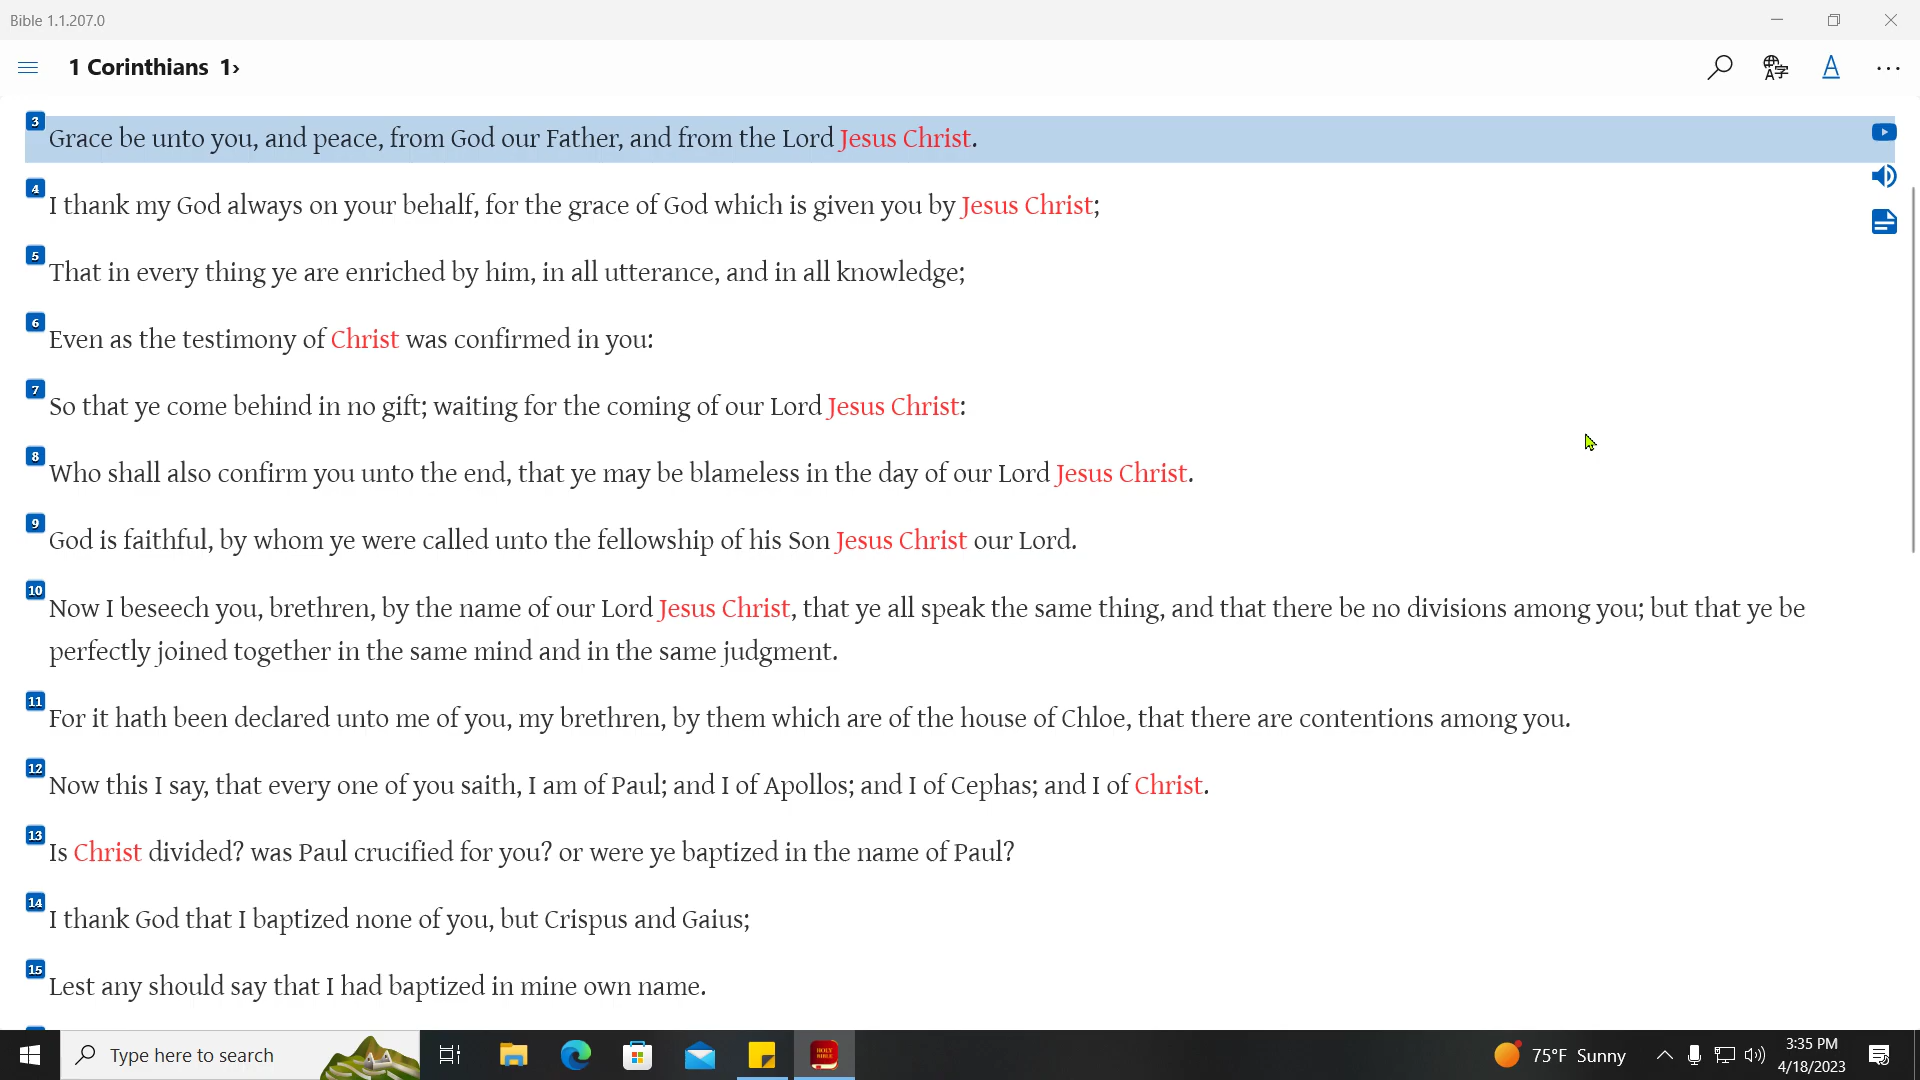 Bible 1.1.207.0
1 Corinthians 1›
3 Grace be unto you, and peace, from God our Father, and from the Lord Jesus Christ.
4 I thank my God always on your behalf, for the grace of God which is given you by Jesus Christ;
5 That in every thing ye are enriched by him, in all utterance, and in all knowledge;
6 Even as the testimony of Christ was confirmed in you:
7 So that ye come behind in no gift; waiting for the coming of our Lord Jesus Christ:
8 Who shall also confirm you unto the end, that ye may be blameless in the day of our Lord Jesus Christ.
9 God is faithful, by whom ye were called unto the fellowship of his Son Jesus Christ our Lord.
10 Now I beseech you, brethren, by the name of our Lord Jesus Christ, that ye all speak the same thing, and that there be no divisions among you; but that ye be
perfectly joined together in the same mind and in the same judgment.
11 For it hath been declared unto me of you, my brethren, by them which are of the house of Chloe, that there are contentions among you.
12 Now this I say, that every one of you saith, I am of Paul; and I of Apollos; and I of Cephas; and I of Christ.
13 Is Christ divided? was Paul crucified for you? or were ye baptized in the name of Paul?
14 I thank God that I baptized none of you, but Crispus and Gaius;
15 Lest any should say that I had baptized in mine own name.
Type here to search
HOLY
BIBLE
75°F Sunny
3:35 PM
4/18/2023